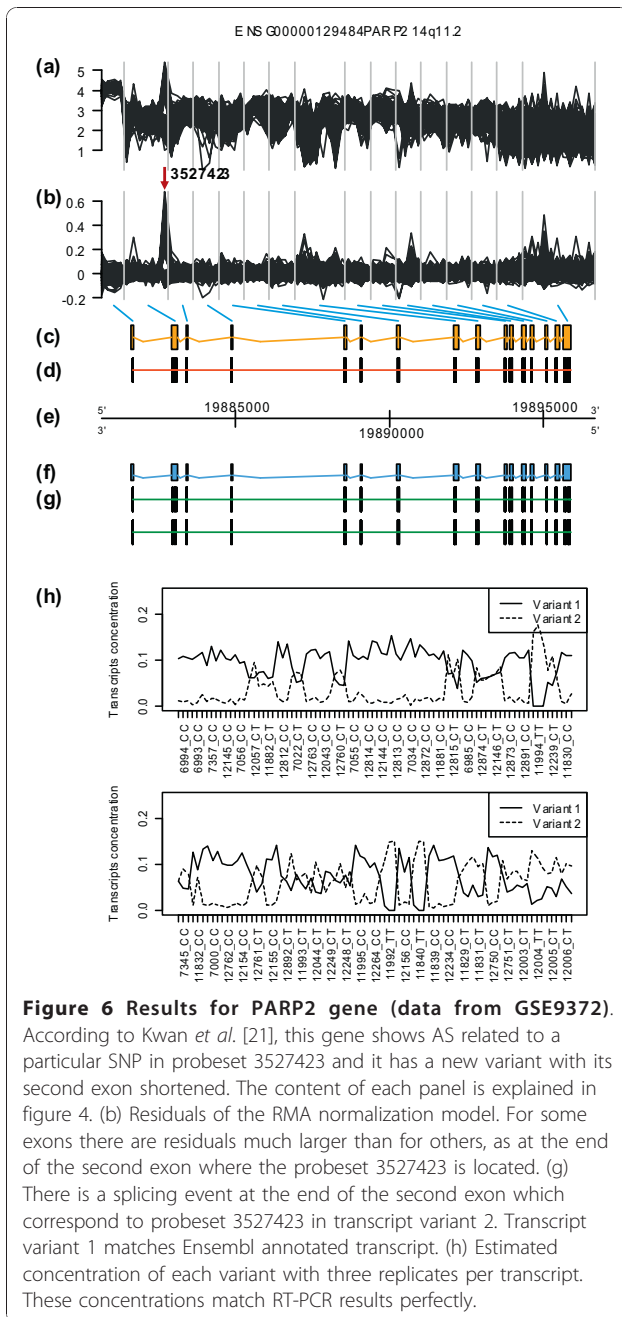 ENSG00000129484PARP2 14q11.2
(a)
5
4
3
2
1
3527423
(b)
0.6
0.4
0.2
0
-0.2
(c)
(d)
(e)
5'
3'
19885000
19890000
19895000
3'
5'
(f)
(g)
(h)
Transcripts concentration
0.2
0.1
0.0
Variant 1
Variant 2
6994_CC
6993_CC
7357_CC
12145_CC
7056_CC
12057_CT
11882_CT
12812_CC
7022_CT
12763_CC
12043_CC
12760_CT
7055_CC
12814_CC
12144_CC
12813_CC
7034_CC
12872_CC
11881_CC
12815_CT
6985_CC
12874_CT
12146_CT
12873_CC
12891_CC
11994_TT
12239_CT
11830_CC
Transcripts concentration
0.2
0.1
0.0
Variant 1
Variant 2
7345_CC
11832_CC
7000_CC
12762_CC
12154_CC
12761_CT
12155_CC
12892_CT
11993_CT
12044_CT
12249_CT
12248_CT
11995_CC
12264_CC
11992_TT
12156_CC
11840_TT
11839_CC
12234_CC
11829_CT
11831_CT
12750_CC
12751_CT
12003_CT
12004_TT
12005_CT
12006_CT
Figure 6 Results for PARP2 gene (data from GSE9372).
According to Kwan et al. [21], this gene shows AS related to a
particular SNP in probeset 3527423 and it has a new variant with its
second exon shortened. The content of each panel is explained in
figure 4. (b) Residuals of the RMA normalization model. For some
exons there are residuals much larger than for others, as at the end
of the second exon where the probeset 3527423 is located. (g)
There is a splicing event at the end of the second exon which
correspond to probeset 3527423 in transcript variant 2. Transcript
variant 1 matches Ensembl annotated transcript. (h) Estimated
concentration of each variant with three replicates per transcript.
These concentrations match RT-PCR results perfectly.